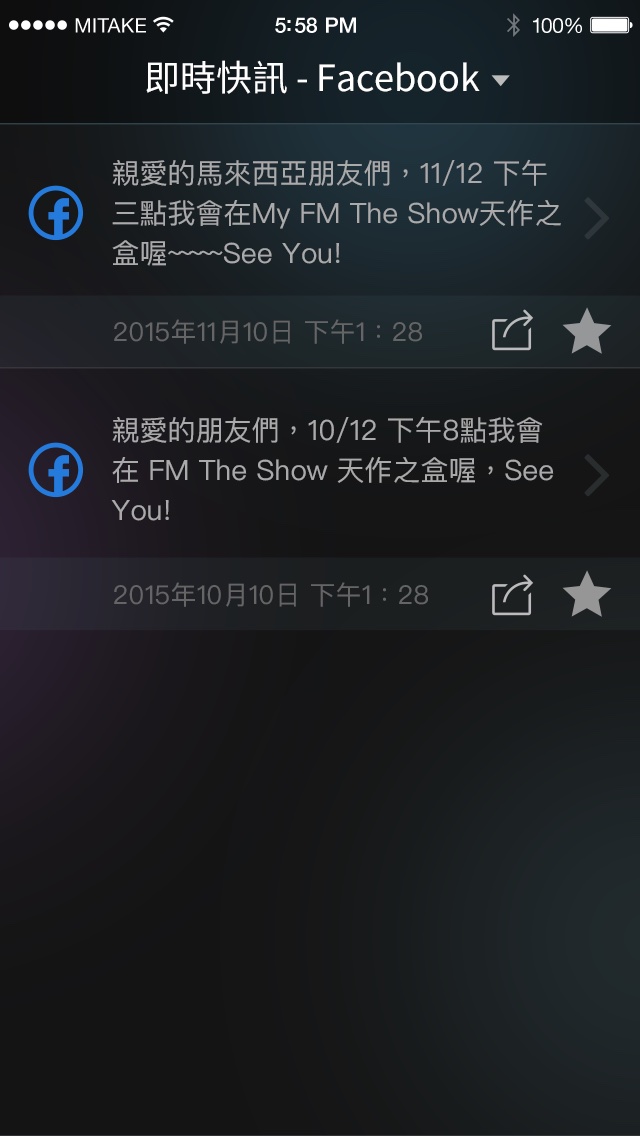 MITAKE 5:58 PM 100%
即時快訊 - Facebook
親愛的馬來西亞朋友們，11/12 下午
三點我會在My FM The Show天作之
盒喔~~~~~See You!
2015年11月10日 下午1：28
親愛的朋友們，10/12 下午8點我會
在 FM The Show 天作之盒喔，See
You!
2015年10月10日 下午1：28